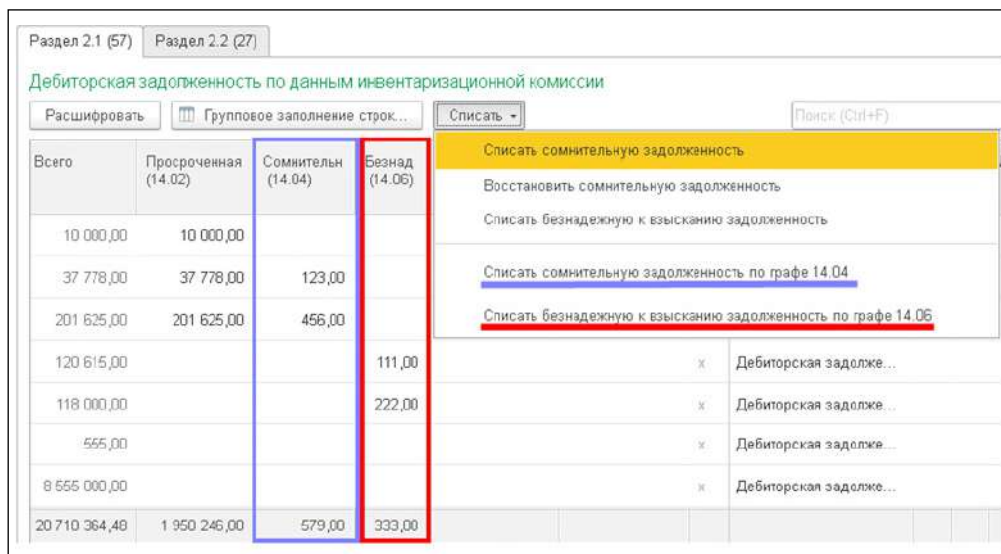 Раздел 2.1 (57) Раздел 2.2 (27)
Дебиторская задолженность по данным инвентаризационной комиссии
Расшифровать Групповое заполнение строк... Списать Поиск (Ctrl+F)
Всего Просроченная Сомнительн Безнад
(14.02) (14.04) (14.06)
Списать сомнительную задолженность
Восстановить сомнительную задолженность
Списать безнадежную к взысканию задолженность
Списать сомнительную задолженность по графе 14.04
Списать безнадежную к взысканию задолженность по графе 14.06
10 000,00 10 000,00
37 778,00 37 778,00 123,00
201 625,00 201 625,00 456,00
120 615,00 111,00 x Дебиторская задолже...
118 000,00 222,00 x Дебиторская задолже...
555,00 x Дебиторская задолже...
8 555 000,00 x Дебиторская задолже...
20 710 364,48 1 950 246,00 579,00 333,00